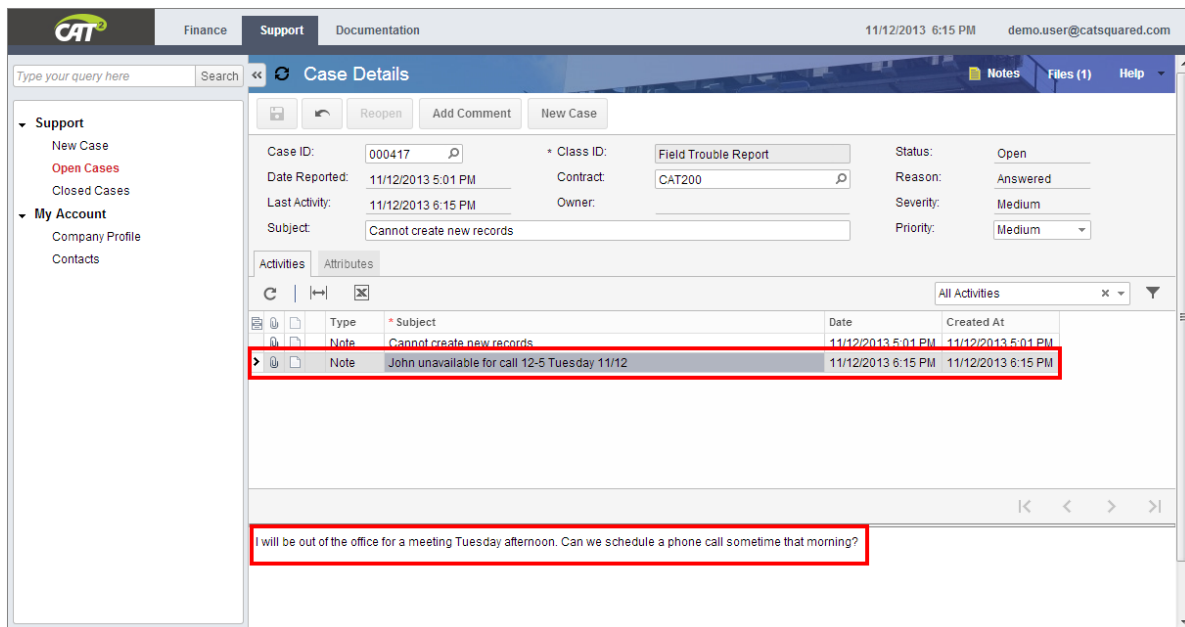 CAT²
Finance Support Documentation 11/12/2013 6:15 PM demo.user@catsquared.com
Type your query here Search
Case Details Notes Files (1) Help
Reopen Add Comment New Case
Support
New Case
Open Cases
Closed Cases
My Account
Company Profile
Contacts
Case ID: 000417 * Class ID: Field Trouble Report Status: Open
Date Reported: 11/12/2013 5:01 PM Contract: CAT200 Reason: Answered
Last Activity: 11/12/2013 6:15 PM Owner: Severity: Medium
Subject: Cannot create new records Priority: Medium
Activities Attributes
All Activities
Type * Subject Date Created At
Note Cannot create new records 11/12/2013 5:01 PM 11/12/2013 5:01 PM
Note John unavailable for call 12-5 Tuesday 11/12 11/12/2013 6:15 PM 11/12/2013 6:15 PM
I will be out of the office for a meeting Tuesday afternoon. Can we schedule a phone call sometime that morning?